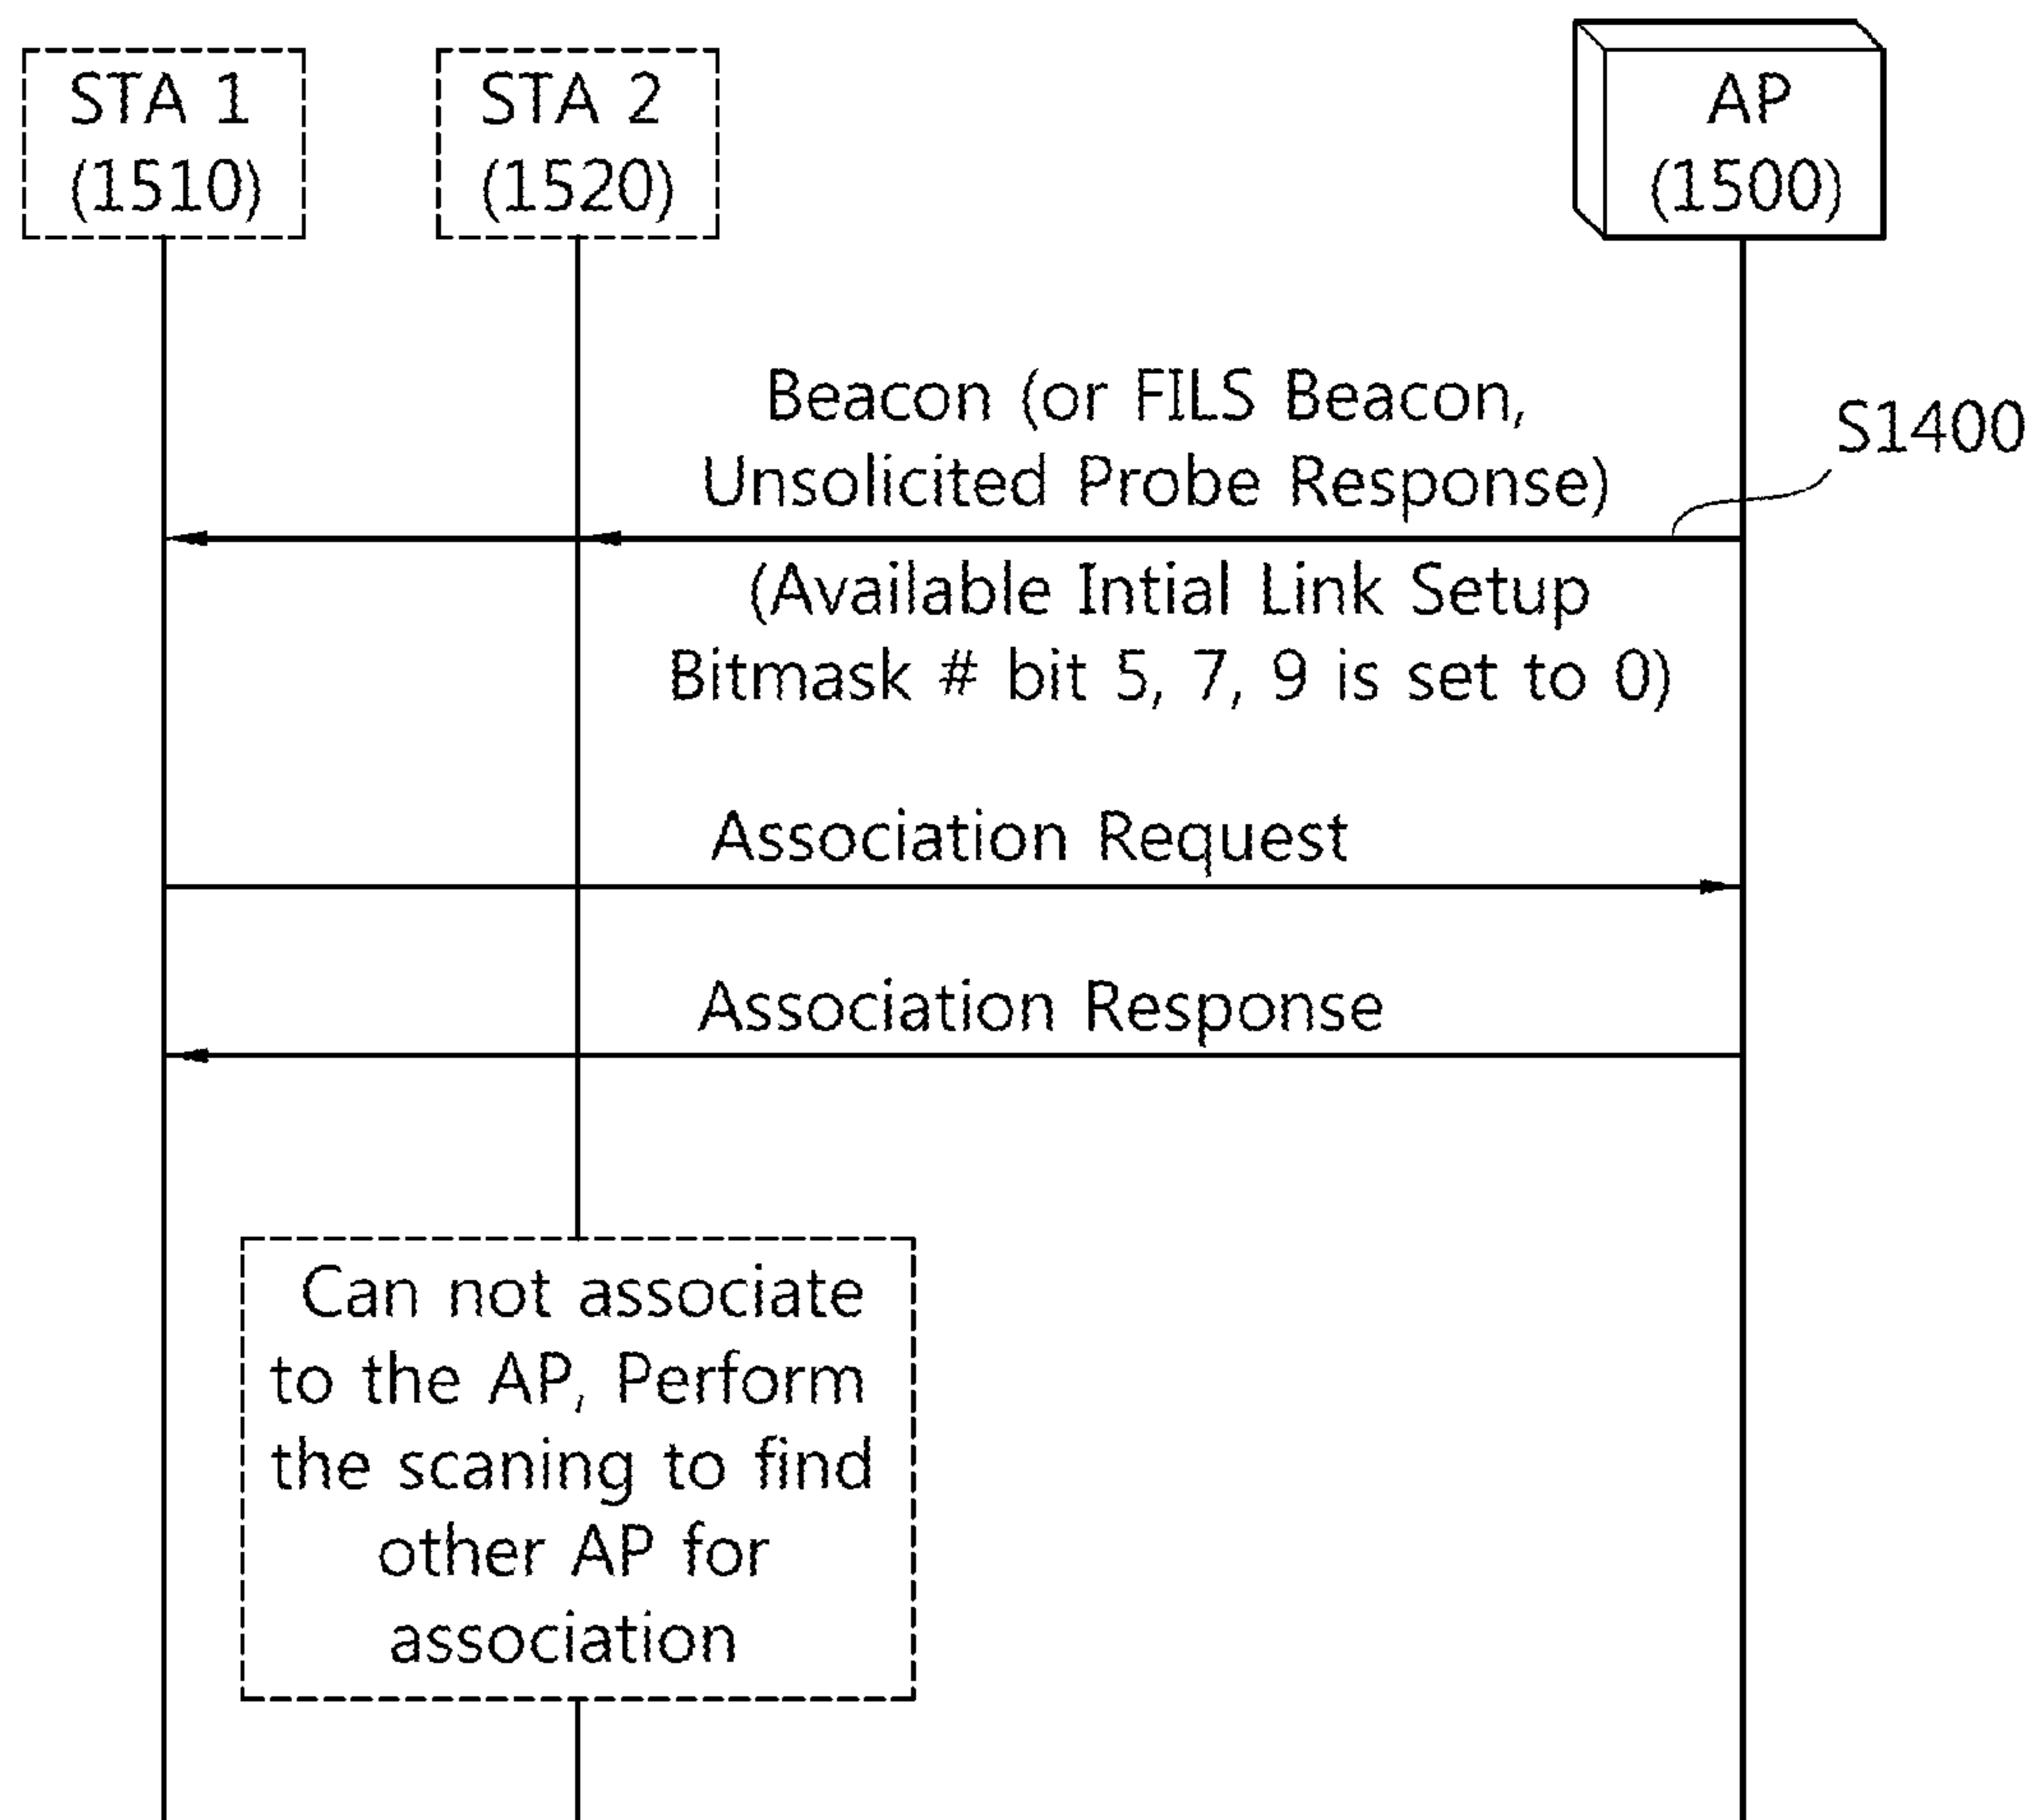 STA 1
(1510)
STA 2
(1520)
AP
(1500)
Beacon (or FILS Beacon,
Unsolicited Probe Response)
S1400
(Available Intial Link Setup
Bitmask # bit 5, 7, 9 is set to 0)
Association Request
Association Response
Can not associate
to the AP, Perform
the scaning to find
other AP for
association